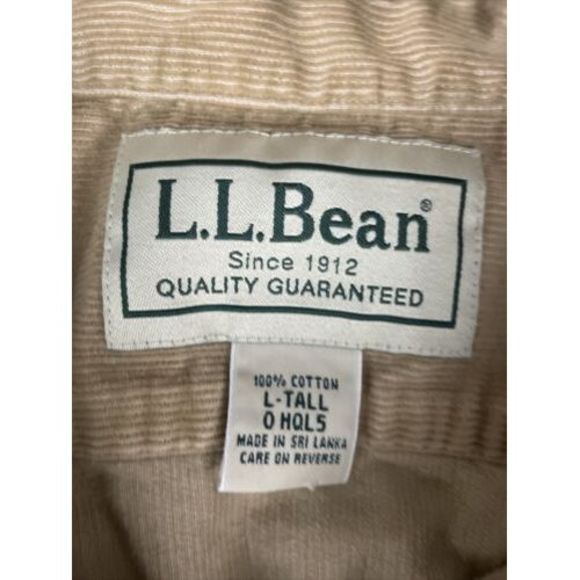 L.L.Bean®
Since 1912
QUALITY GUARANTEED
100% COTTON
L-TALL
0 HQL5
MADE IN SRI LANKA
CARE ON REVERSE